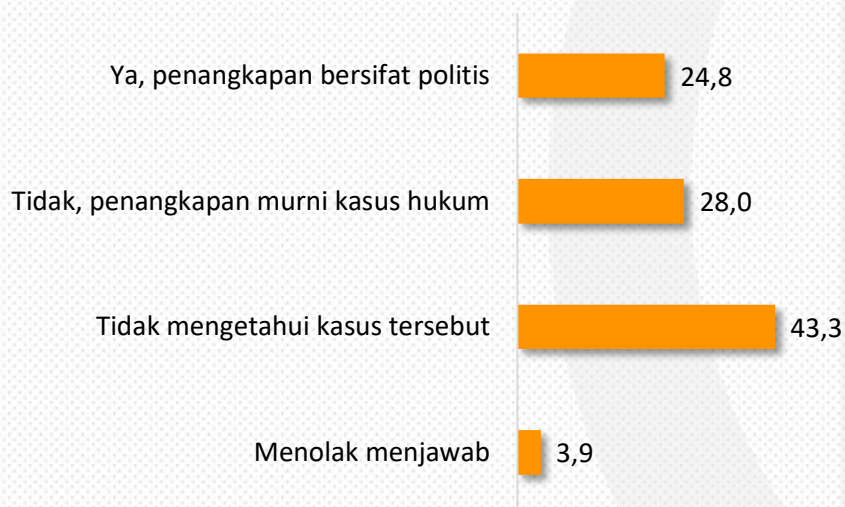 Ya, penangkapan bersifat politis 24,8
Tidak, penangkapan murni kasus hukum 28,0
Tidak mengetahui kasus tersebut 43,3
Menolak menjawab 3,9